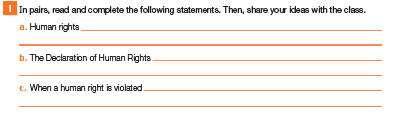 1 In pairs, read and complete the following statements. Then, share your ideas with the class.
a. Human rights
b. The Declaration of Human Rights
c. When a human right is violated